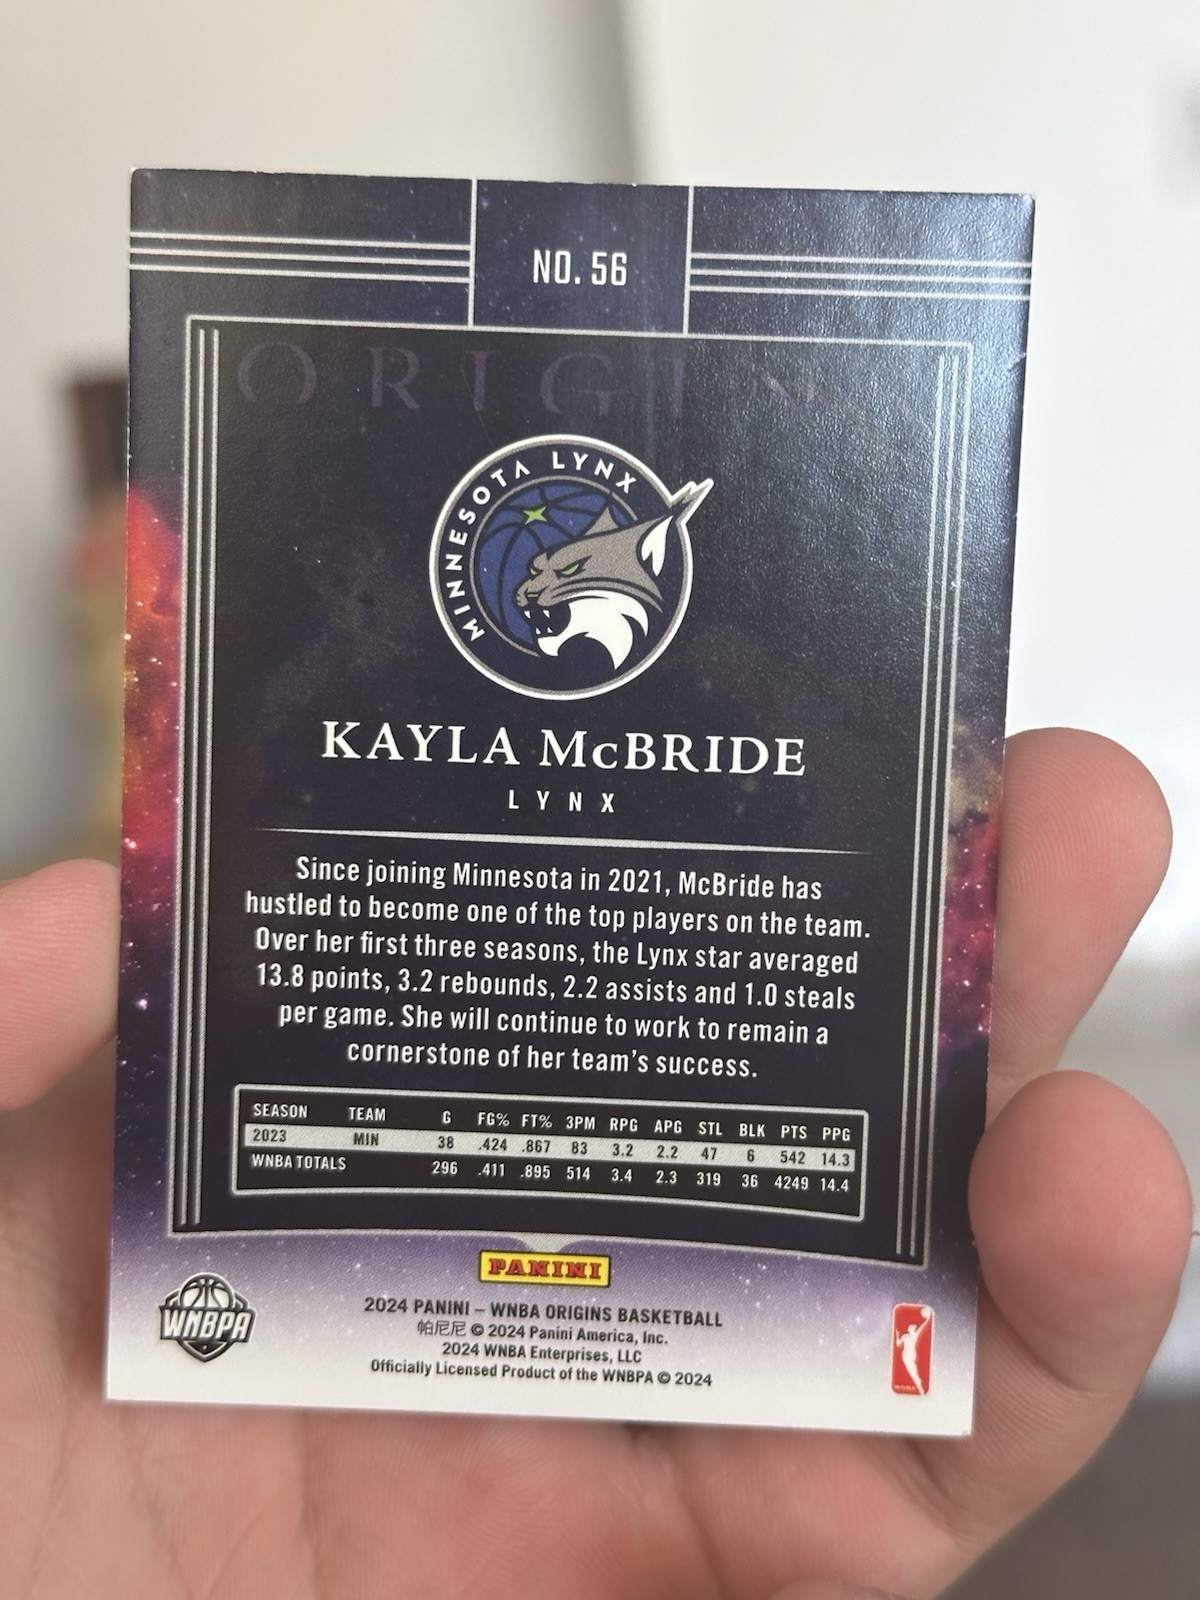 NO. 56
ORIGINS
MINNESOTA LYNX
KAYLA McBRIDE
LYNX
Since joining Minnesota in 2021, McBride has
hustled to become one of the top players on the team.
Over her first three seasons, the Lynx star averaged
13.8 points, 3.2 rebounds, 2.2 assists and 1.0 steals
per game. She will continue to work to remain a
cornerstone of her team's success.
SEASON TEAM G FG% FT% 3PM RPG APG STL BLK PTS PPG
2023 MIN 38 .424 .867 83 3.2 2.2 47 6 542 14.3
WNBA TOTALS 296 .411 .895 514 3.4 2.3 319 36 4249 14.4
PANINI
WNBPA
2024 PANINI – WNBA ORIGINS BASKETBALL
帕尼尼 © 2024 Panini America, Inc.
2024 WNBA Enterprises, LLC
Officially Licensed Product of the WNBPA © 2024
WNBA